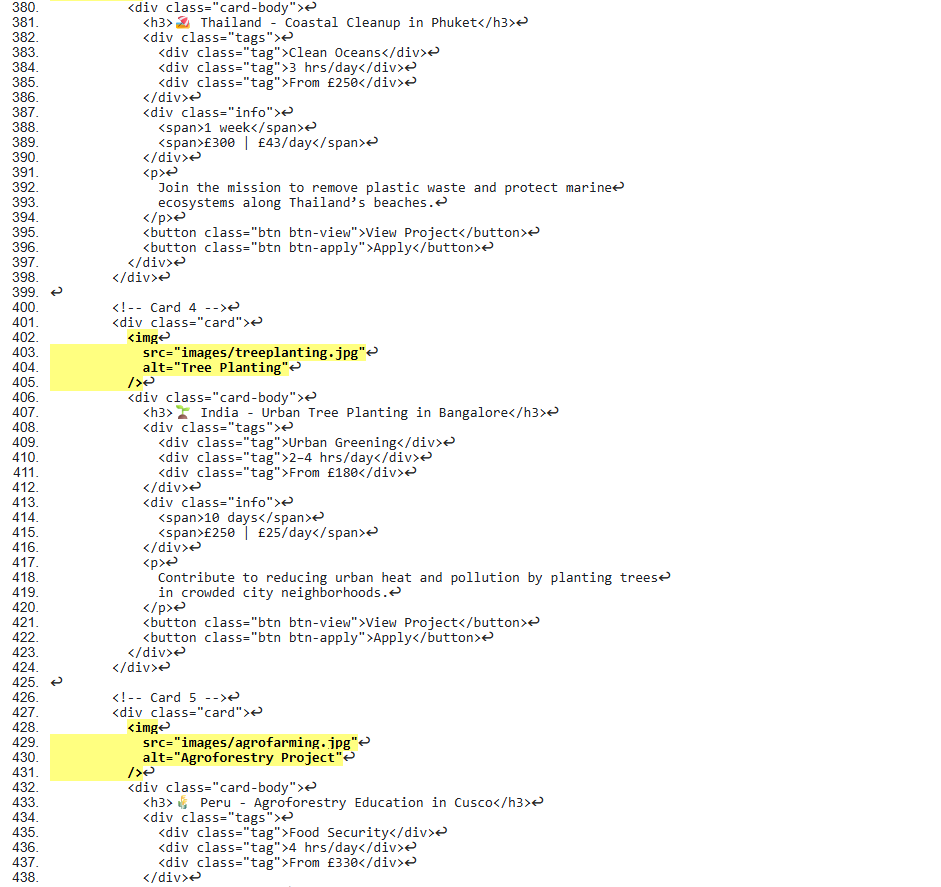 380. <div class="card-body">↩
381. <h3>🏖️ Thailand - Coastal Cleanup in Phuket</h3>↩
382. <div class="tags">↩
383. <div class="tag">Clean Oceans</div>↩
384. <div class="tag">3 hrs/day</div>↩
385. <div class="tag">From £250</div>↩
386. </div>↩
387. <div class="info">↩
388. <span>1 week</span>↩
389. <span>£300 | £43/day</span>↩
390. </div>↩
391. <p>↩
392. Join the mission to remove plastic waste and protect marine↩
393. ecosystems along Thailand’s beaches.↩
394. </p>↩
395. <button class="btn btn-view">View Project</button>↩
396. <button class="btn btn-apply">Apply</button>↩
397. </div>↩
398. </div>↩
399. ↩
400. <!-- Card 4 -->↩
401. <div class="card">↩
402. <img↩
403. src="images/treeplanting.jpg"↩
404. alt="Tree Planting"↩
405. />↩
406. <div class="card-body">↩
407. <h3>🌱 India - Urban Tree Planting in Bangalore</h3>↩
408. <div class="tags">↩
409. <div class="tag">Urban Greening</div>↩
410. <div class="tag">2–4 hrs/day</div>↩
411. <div class="tag">From £180</div>↩
412. </div>↩
413. <div class="info">↩
414. <span>10 days</span>↩
415. <span>£250 | £25/day</span>↩
416. </div>↩
417. <p>↩
418. Contribute to reducing urban heat and pollution by planting trees↩
419. in crowded city neighborhoods.↩
420. </p>↩
421. <button class="btn btn-view">View Project</button>↩
422. <button class="btn btn-apply">Apply</button>↩
423. </div>↩
424. </div>↩
425. ↩
426. <!-- Card 5 -->↩
427. <div class="card">↩
428. <img↩
429. src="images/agrofarming.jpg"↩
430. alt="Agroforestry Project"↩
431. />↩
432. <div class="card-body">↩
433. <h3>🌾 Peru - Agroforestry Education in Cusco</h3>↩
434. <div class="tags">↩
435. <div class="tag">Food Security</div>↩
436. <div class="tag">4 hrs/day</div>↩
437. <div class="tag">From £330</div>↩
438. </div>↩